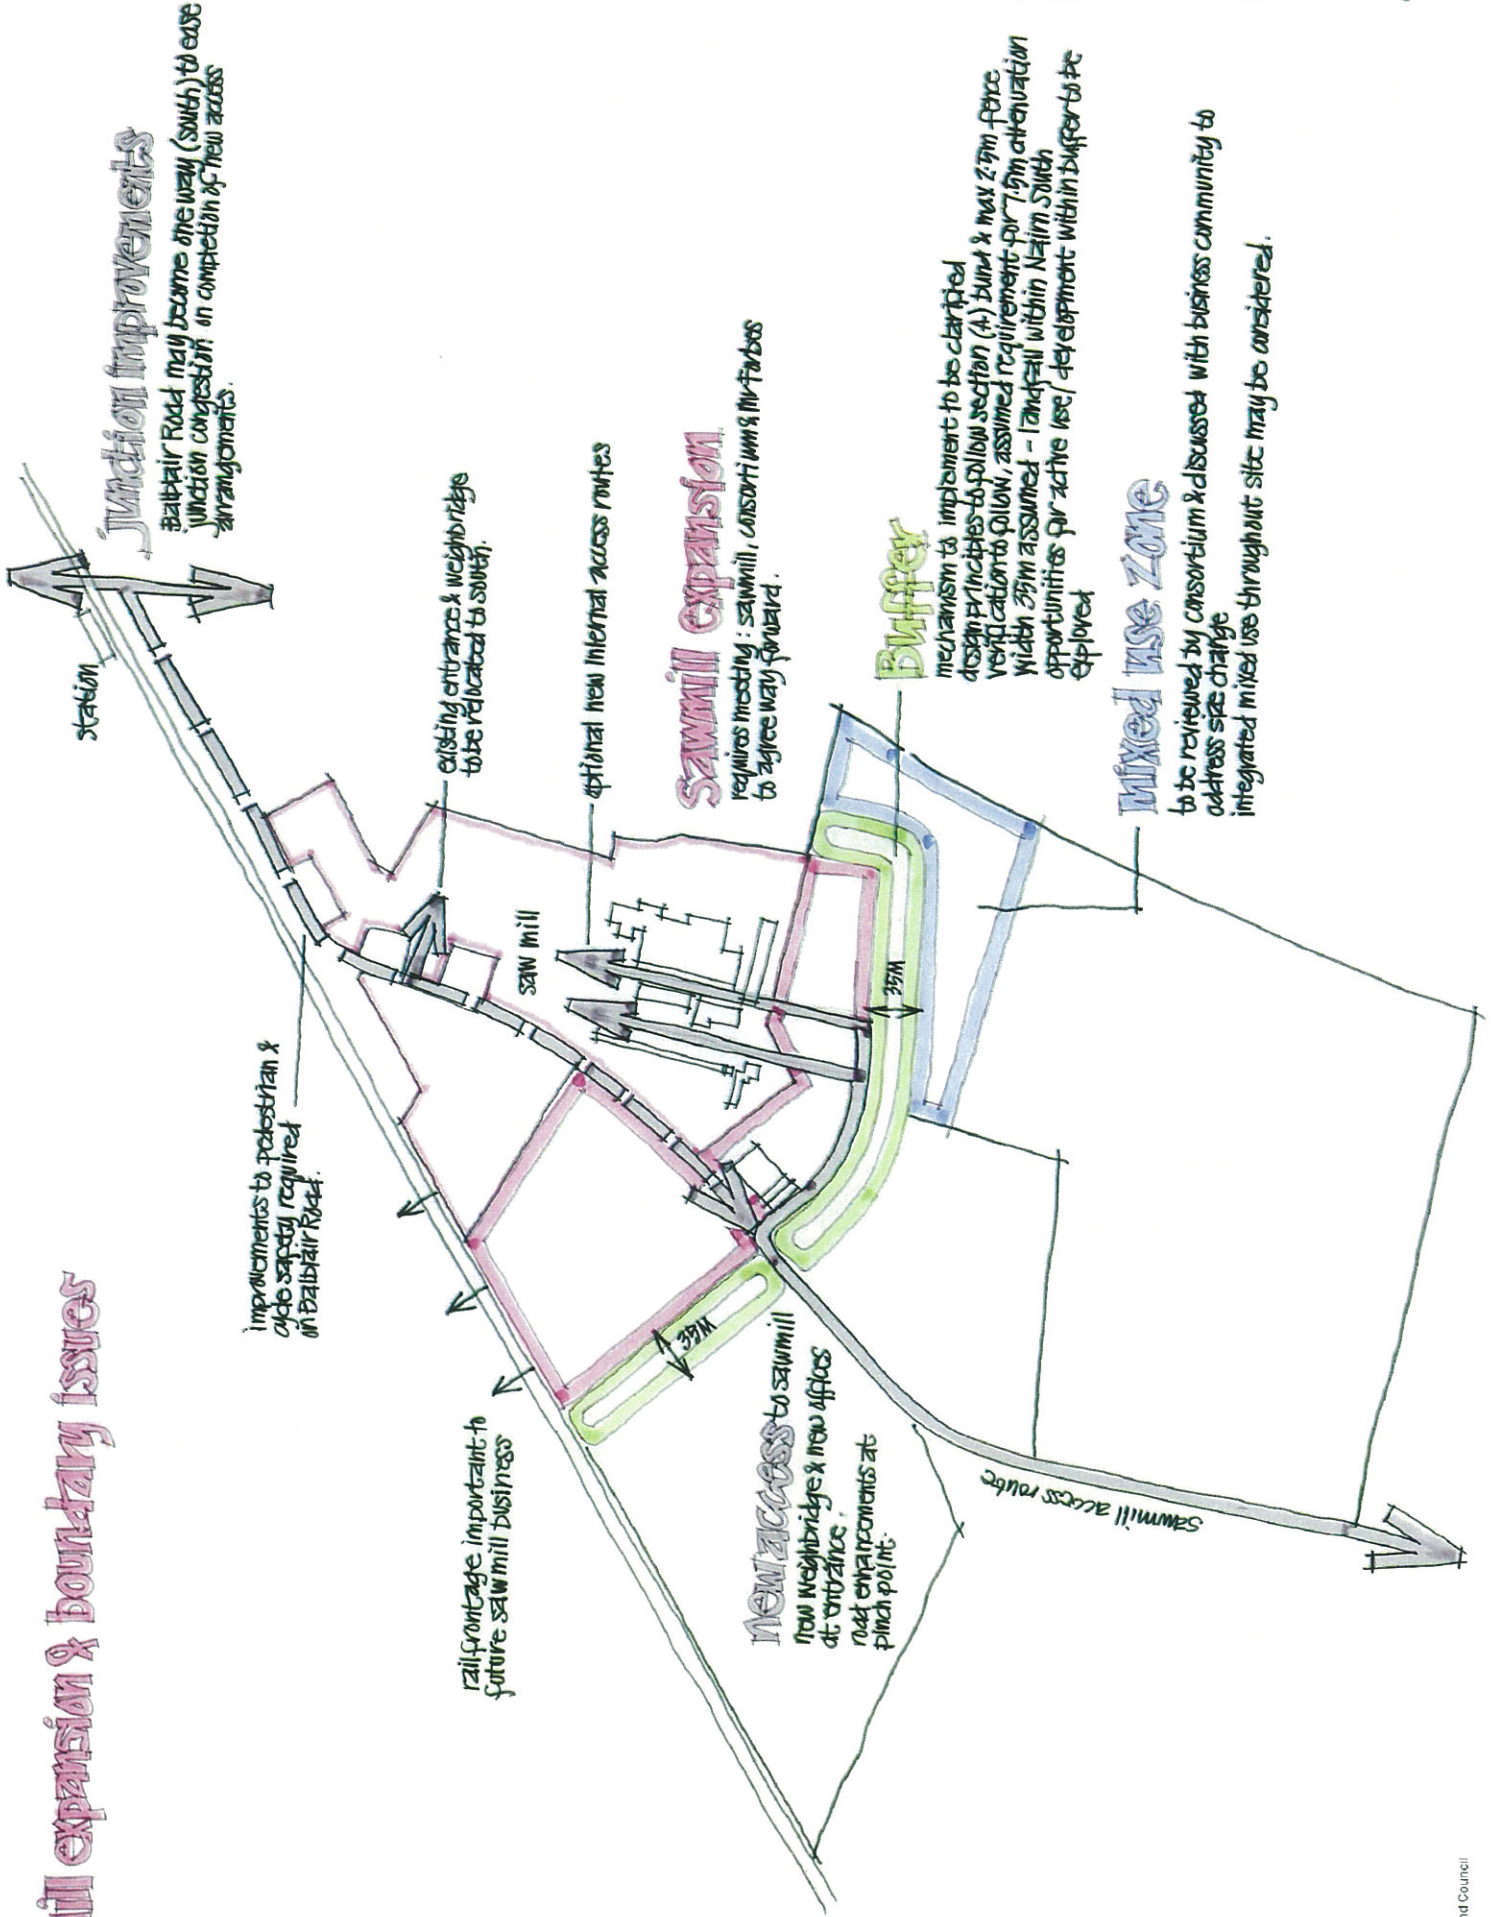 ill expansion & boundary issues
junction improvements
Balblair Road may become one way (south) to ease
junction congestion on completion of new access
arrangements.
station
existing entrance & weighbridge
to be relocated to south.
improvements to pedestrian &
cycle safety required
on Balblair Road.
saw mill
optional new internal access routes
sawmill expansion
requires meeting : sawmill, consortium & Mr Forbes
to agree way forward.
rail frontage important to
future saw mill business
Buffer
mechanism to implement to be clarified
design principles to follow section (A) bund & max 2.5m fence
verification to follow, assumed requirement for 7.5m attenuation
width 35m assumed - landfall within Nairn South
opportunities for active use/development within buffer to be
explored
35M
35M
new access to sawmill
new weighbridge & new offices
at entrance.
road enhancements at
pinch point.
mixed use zone
to be reviewed by consortium & discussed with business community to
address size change
integrated mixed use throughout site may be considered.
sawmill access route
nd Council